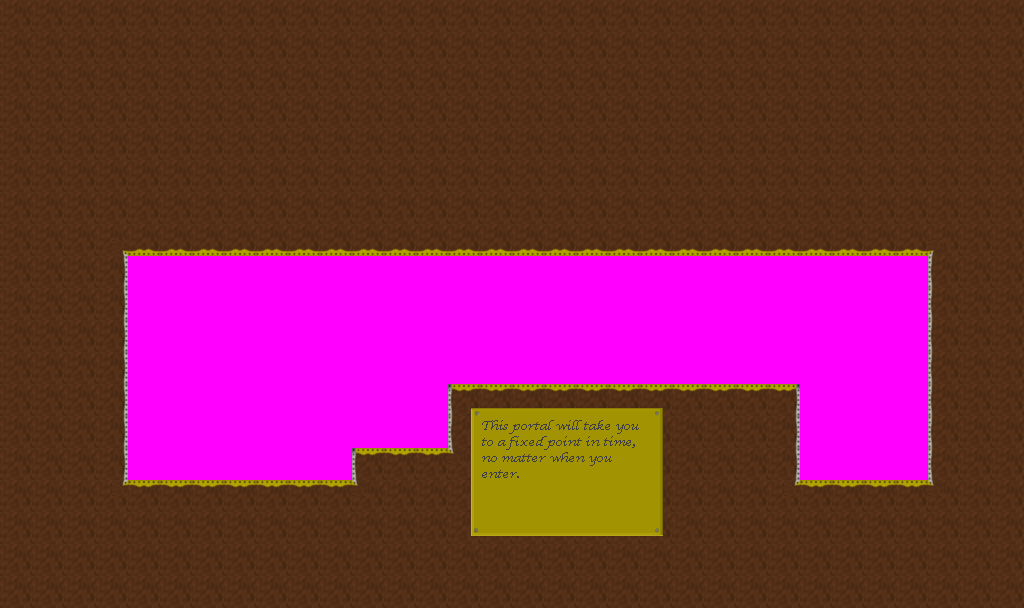 This portal will take you
to a fixed point in time,
no matter when you
enter.